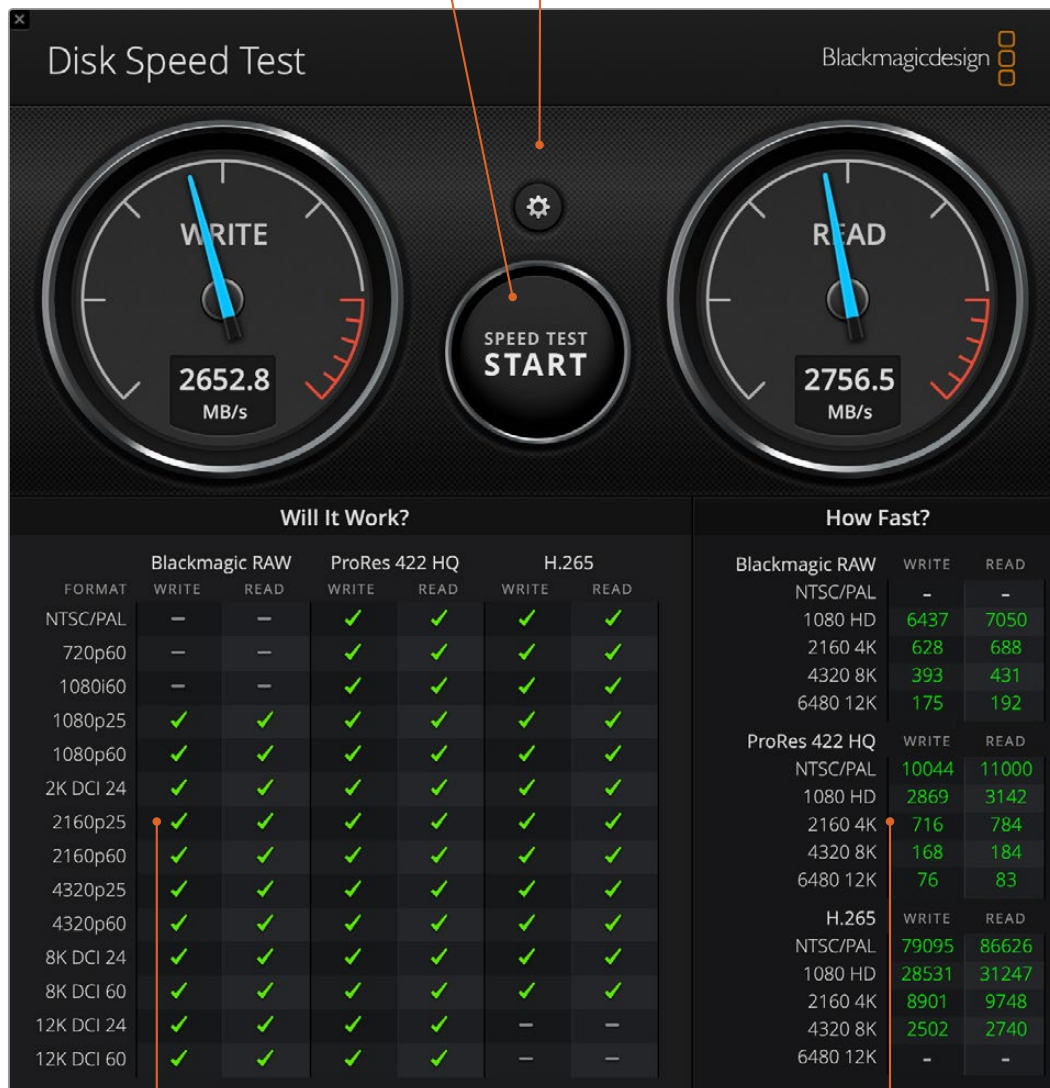 Disk Speed Test
Blackmagicdesign
WRITE
2652.8
MB/s
SPEED TEST
START
READ
2756.5
MB/s
Will It Work?
Blackmagic RAW ProRes 422 HQ H.265
FORMAT WRITE READ WRITE READ WRITE READ
NTSC/PAL – – ✓ ✓ ✓ ✓
720p60 – – ✓ ✓ ✓ ✓
1080i60 – – ✓ ✓ ✓ ✓
1080p25 ✓ ✓ ✓ ✓ ✓ ✓
1080p60 ✓ ✓ ✓ ✓ ✓ ✓
2K DCI 24 ✓ ✓ ✓ ✓ ✓ ✓
2160p25 ✓ ✓ ✓ ✓ ✓ ✓
2160p60 ✓ ✓ ✓ ✓ ✓ ✓
4320p25 ✓ ✓ ✓ ✓ ✓ ✓
4320p60 ✓ ✓ ✓ ✓ ✓ ✓
8K DCI 24 ✓ ✓ ✓ ✓ ✓ ✓
8K DCI 60 ✓ ✓ ✓ ✓ ✓ ✓
12K DCI 24 ✓ ✓ ✓ ✓ – –
12K DCI 60 ✓ ✓ ✓ ✓ – –
How Fast?
Blackmagic RAW WRITE READ
NTSC/PAL - -
1080 HD 6437 7050
2160 4K 628 688
4320 8K 393 431
6480 12K 175 192
ProRes 422 HQ WRITE READ
NTSC/PAL 10044 11000
1080 HD 2869 3142
2160 4K 716 784
4320 8K 168 184
6480 12K 76 83
H.265 WRITE READ
NTSC/PAL 79095 86626
1080 HD 28531 31247
2160 4K 8901 9748
4320 8K 2502 2740
6480 12K - -